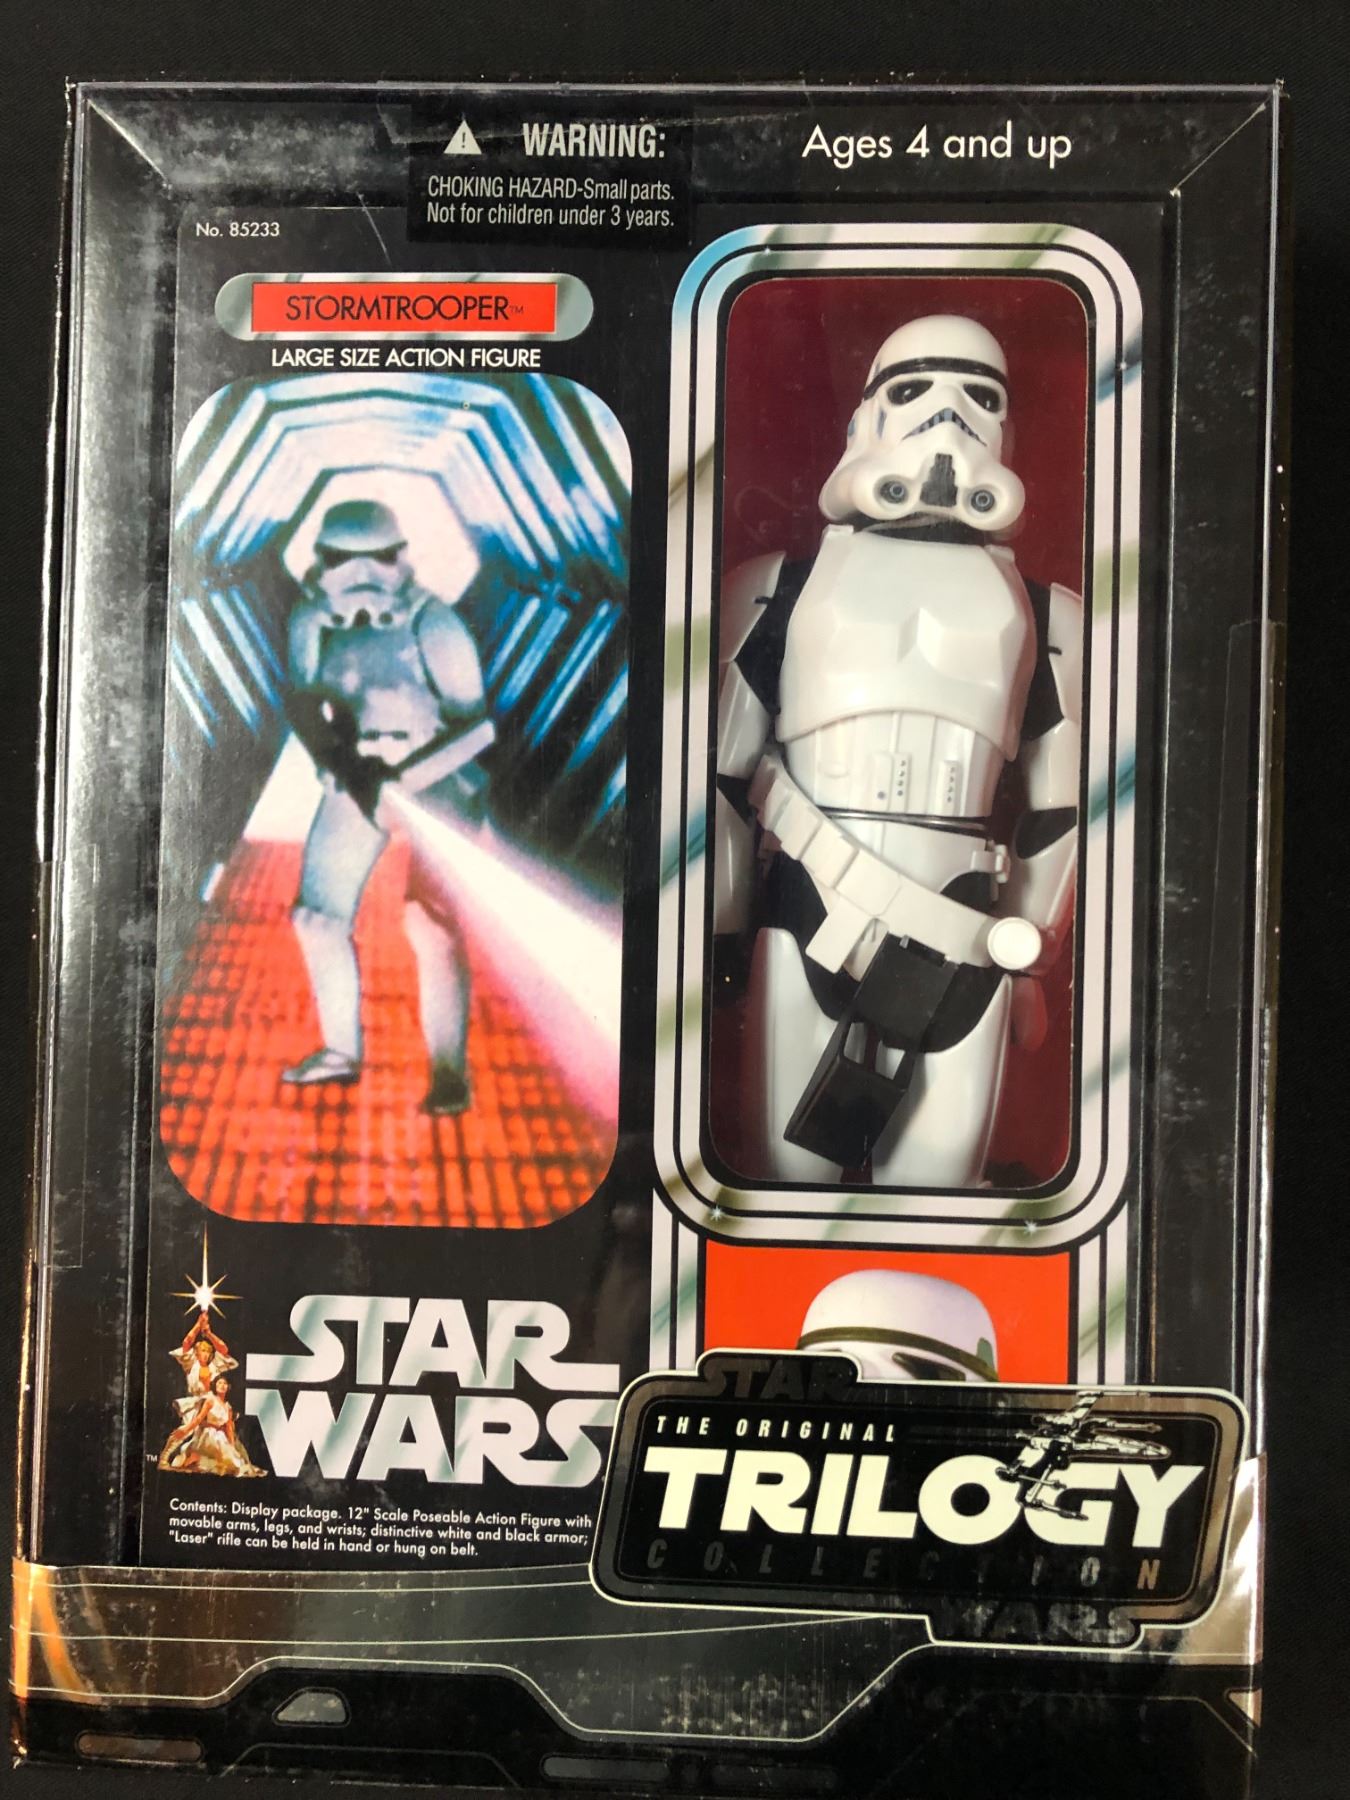 WARNING:
CHOKING HAZARD-Small parts.
Not for children under 3 years.
Ages 4 and up
No. 85233
STORMTROOPER™
LARGE SIZE ACTION FIGURE
STAR
WARS
™
Contents: Display package. 12" Scale Poseable Action Figure with
movable arms, legs, and wrists; distinctive white and black armor;
"Laser" rifle can be held in hand or hung on belt.
STAR
THE ORIGINAL
TRILOGY
COLLECTION
WARS